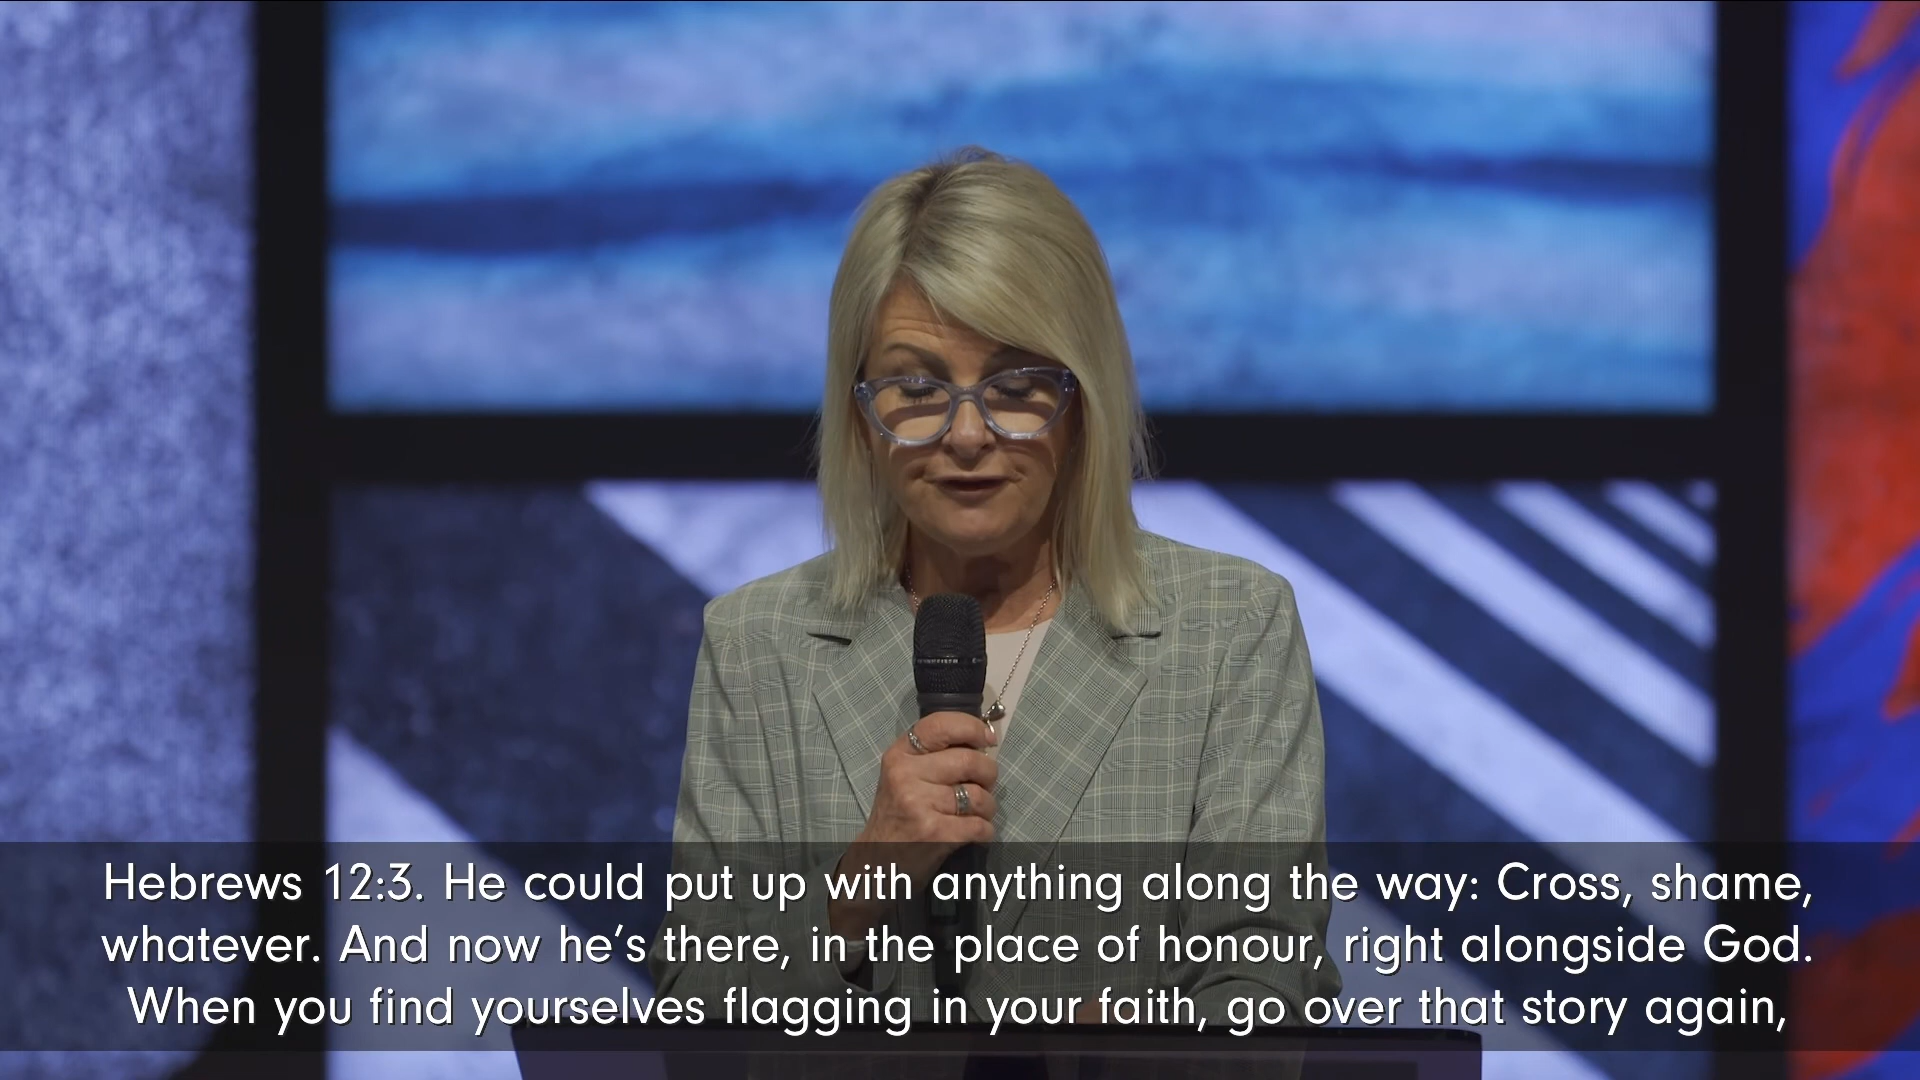 Hebrews 12:3. He could put up with anything along the way: Cross, shame,
whatever. And now he’s there, in the place of honour, right alongside God.
When you find yourselves flagging in your faith, go over that story again,